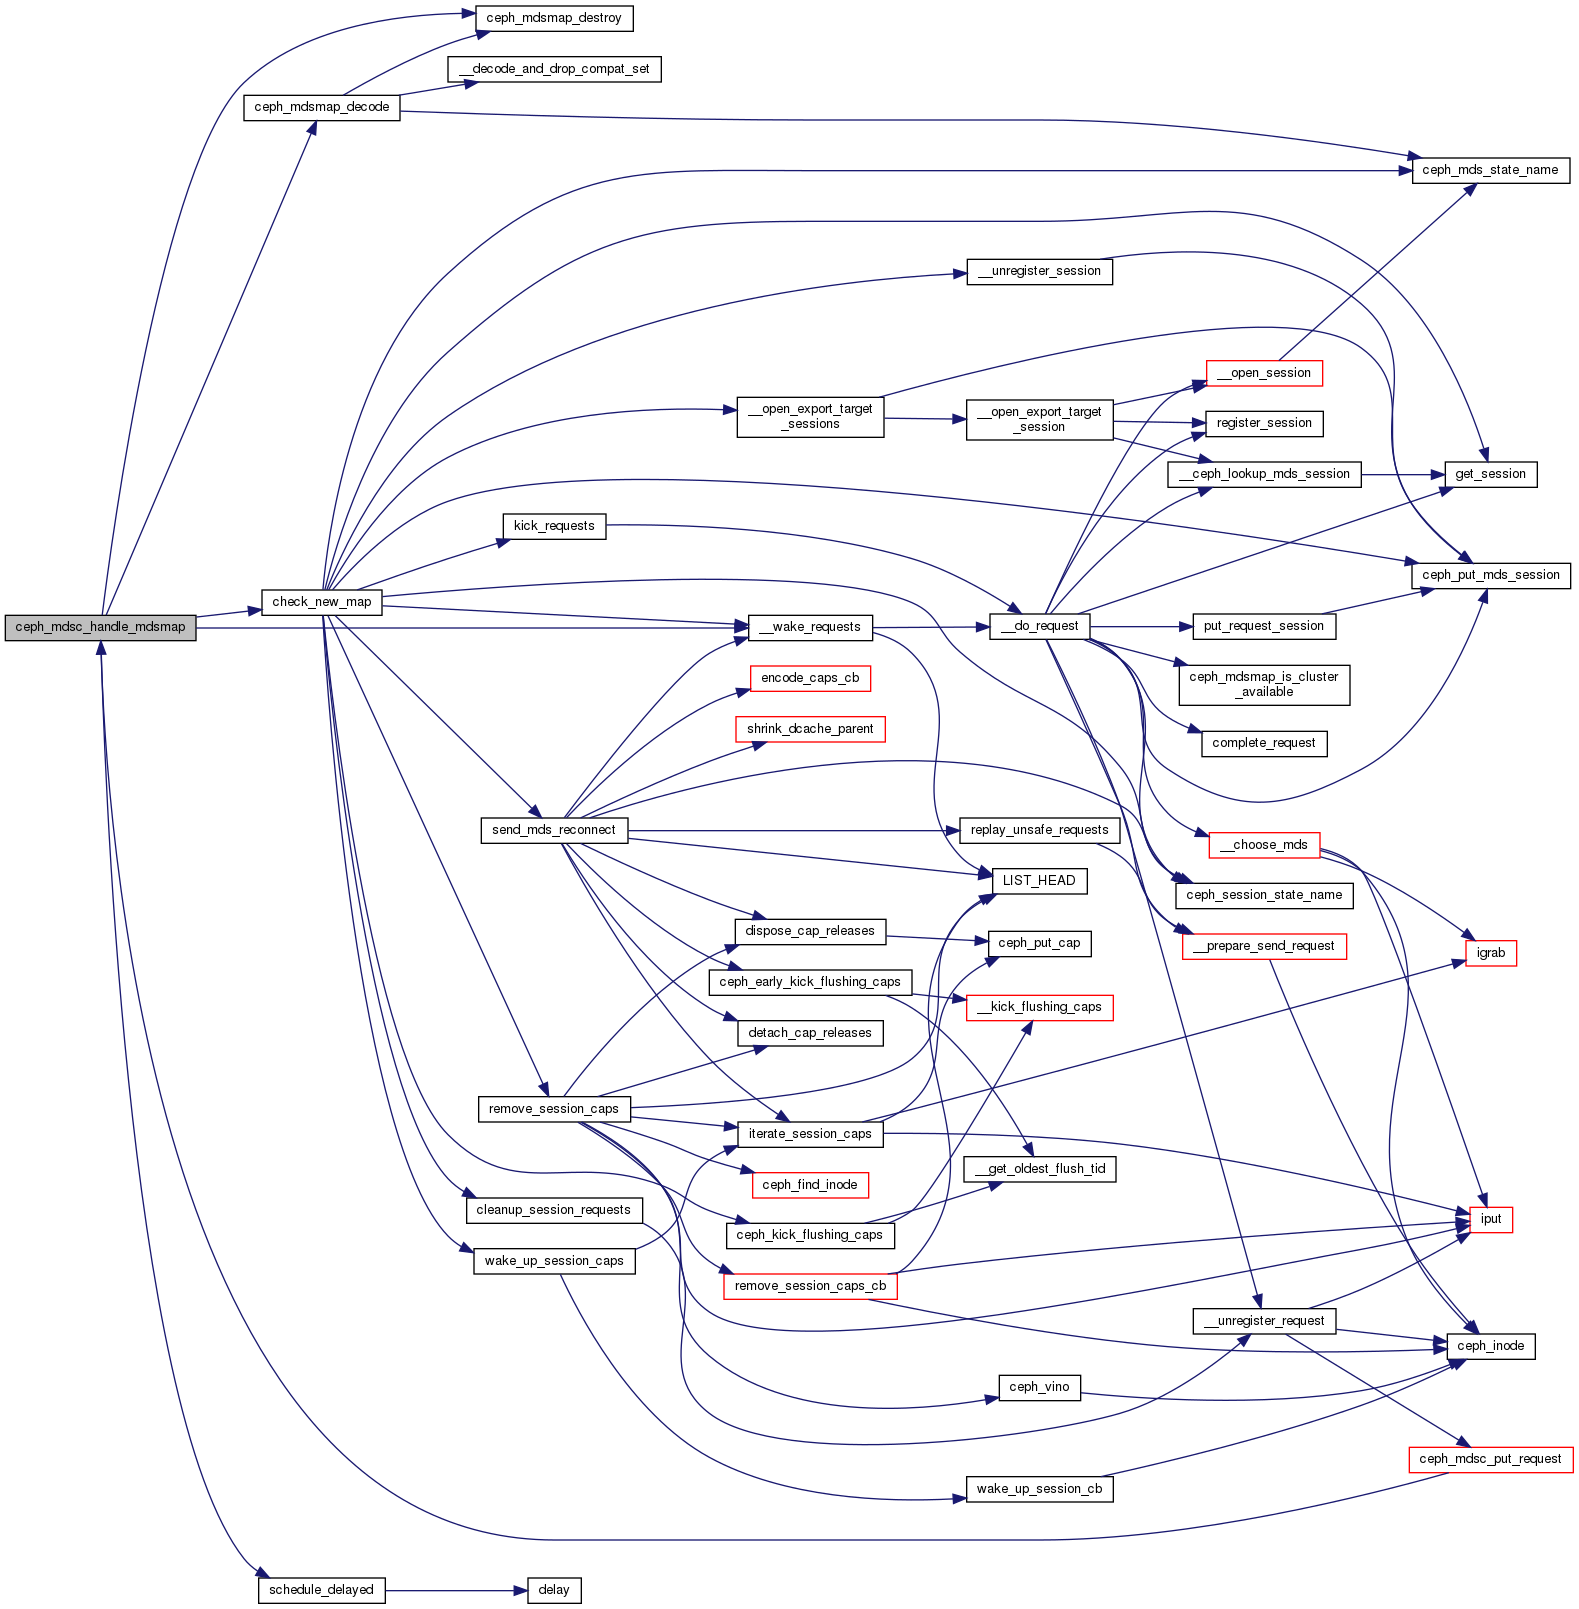 ceph_mdsmap_destroy
__decode_and_drop_compat_set
ceph_mdsmap_decode
ceph_mds_state_name
__unregister_session
__open_session
__open_export_target
_sessions
__open_export_target
_session
register_session
__ceph_lookup_mds_session
get_session
kick_requests
ceph_put_mds_session
check_new_map
ceph_mdsc_handle_mdsmap
__wake_requests
__do_request
put_request_session
encode_caps_cb
ceph_mdsmap_is_cluster
_available
shrink_dcache_parent
complete_request
send_mds_reconnect
replay_unsafe_requests
__choose_mds
LIST_HEAD
ceph_session_state_name
dispose_cap_releases
ceph_put_cap
__prepare_send_request
igrab
ceph_early_kick_flushing_caps
__kick_flushing_caps
detach_cap_releases
remove_session_caps
iterate_session_caps
__get_oldest_flush_tid
ceph_find_inode
cleanup_session_requests
iput
ceph_kick_flushing_caps
wake_up_session_caps
remove_session_caps_cb
__unregister_request
ceph_inode
ceph_vino
ceph_mdsc_put_request
wake_up_session_cb
schedule_delayed
delay